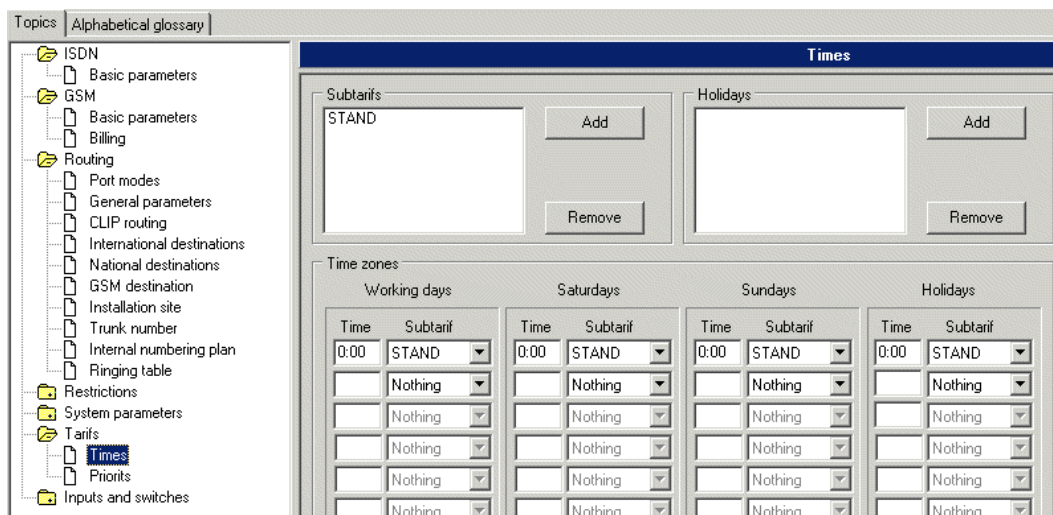 Topics Alphabetical glossary
ISDN
Basic parameters
GSM
Basic parameters
Billing
Routing
Port modes
General parameters
CLIP routing
International destinations
National destinations
GSM destination
Installation site
Trunk number
Internal numbering plan
Ringing table
Restrictions
System parameters
Tarifs
Times
Priorits
Inputs and switches
Times
Subtarifs
STAND
Add
Remove
Holidays
Add
Remove
Time zones
Working days Saturdays Sundays Holidays
Time Subtarif Time Subtarif Time Subtarif Time Subtarif
0:00 STAND 0:00 STAND 0:00 STAND 0:00 STAND
Nothing Nothing Nothing Nothing
Nothing Nothing Nothing Nothing
Nothing Nothing Nothing Nothing
Nothing Nothing Nothing Nothing
Nothing Nothing Nothing Nothing